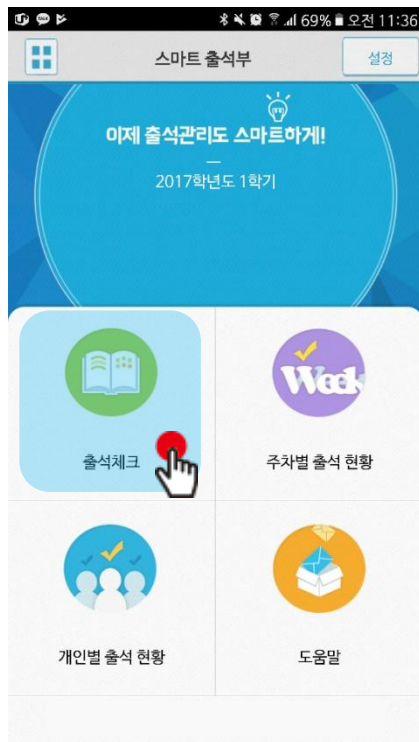 69% 오전 11:36
스마트 출석부
설정
이제 출석관리도 스마트하게!
2017학년도 1학기
Week
출석체크
주차별 출석 현황
개인별 출석 현황
도움말